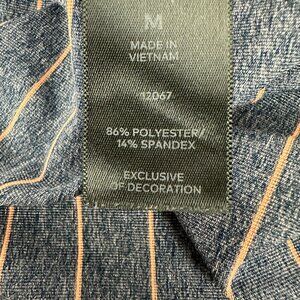 M
MADE IN
VIETNAM
12067
86% POLYESTER/
14% SPANDEX
EXCLUSIVE
OF DECORATION